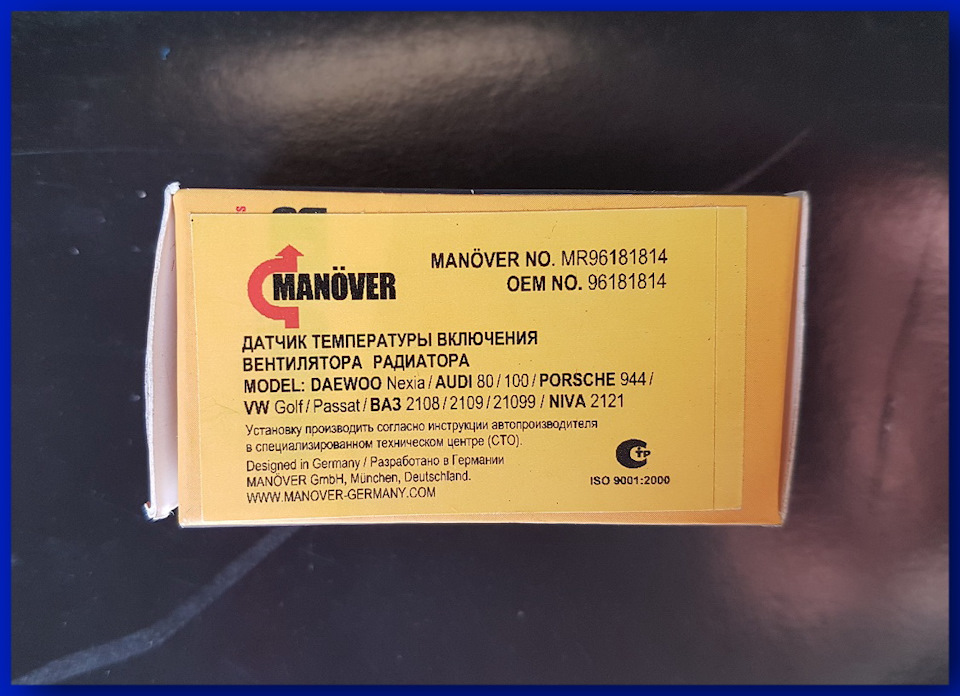 MANÖVER
MANÖVER NO. MR96181814
OEM NO. 96181814
ДАТЧИК ТЕМПЕРАТУРЫ ВКЛЮЧЕНИЯ
ВЕНТИЛЯТОРА РАДИАТОРА
MODEL: DAEWOO Nexia / AUDI 80 / 100 / PORSCHE 944 /
VW Golf / Passat / ВАЗ 2108 / 2109 / 21099 / NIVA 2121
Установку производить согласно инструкции автопроизводителя
в специализированном техническом центре (СТО).
Designed in Germany / Разработано в Германии
MANÖVER GmbH, München, Deutschland.
WWW.MANOVER-GERMANY.COM
ISO 9001:2000